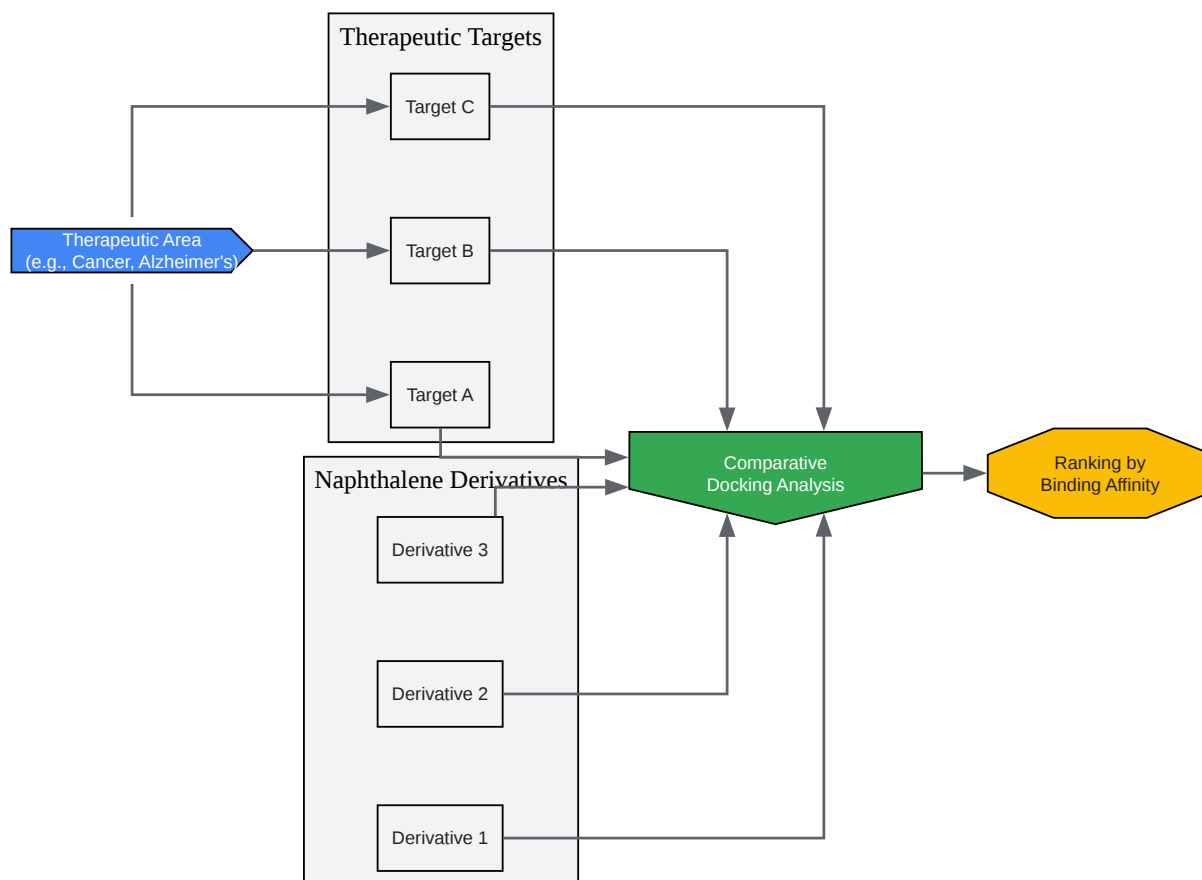 Therapeutic Targets
Target C
Therapeutic Area
(e.g., Cancer, Alzheimer's)
Target B
Target A
Naphthalene Derivatives
Comparative
Docking Analysis
Ranking by
Binding Affinity
Derivative 3
Derivative 2
Derivative 1